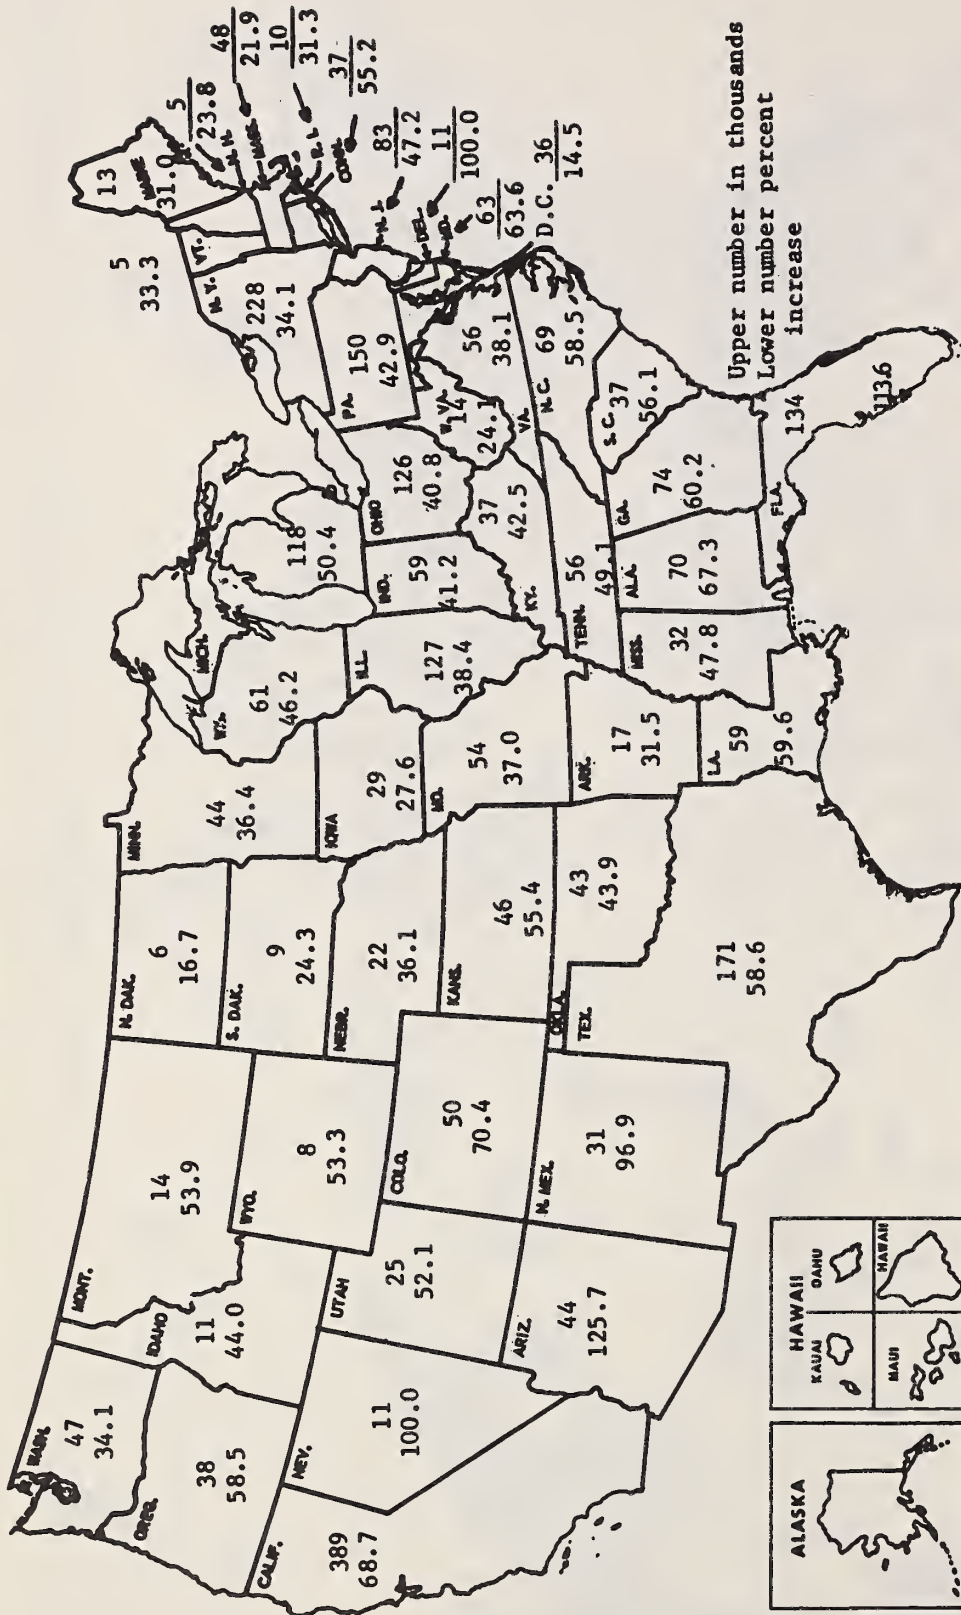 WASH.
47
34.1
OREG.
38
58.5
CALIF.
389
68.7
NEV.
11
100.0
IDAHO
11
44.0
MONT.
14
53.9
WYO.
8
53.3
UTAH
25
52.1
ARIZ.
44
125.7
COLO.
50
70.4
N. MEX.
31
96.9
N. DAK.
6
16.7
S. DAK.
9
24.3
NEBR.
22
36.1
KANS.
46
55.4
OKLA.
43
43.9
TEX.
171
58.6
MINN.
44
36.4
IOWA
29
27.6
MO.
54
37.0
ARK.
17
31.5
LA.
59
59.6
WIS.
61
46.2
ILL.
127
38.4
MICH.
118
50.4
IND.
59
41.2
OHIO
126
40.8
KY.
37
42.5
TENN.
56
49.1
MISS.
32
47.8
ALA.
70
67.3
GA.
74
60.2
FLA.
134
113.6
S. C.
37
56.1
N. C.
69
58.5
VA.
56
38.1
W. VA.
14
24.1
PA.
150
42.9
N. Y.
228
34.1
VT.
5
33.3
MAINE
13
31.0
N. H.
5
23.8
MASS.
48
21.9
R. I.
10
31.3
CONN.
37
55.2
N. J.
83
47.2
DEL.
11
100.0
MD.
63
63.6
D.C.
36
14.5
Upper number in thousands
Lower number percent
increase
ALASKA
HAWAII
KAUAI
OAHU
MAUI
HAWAII